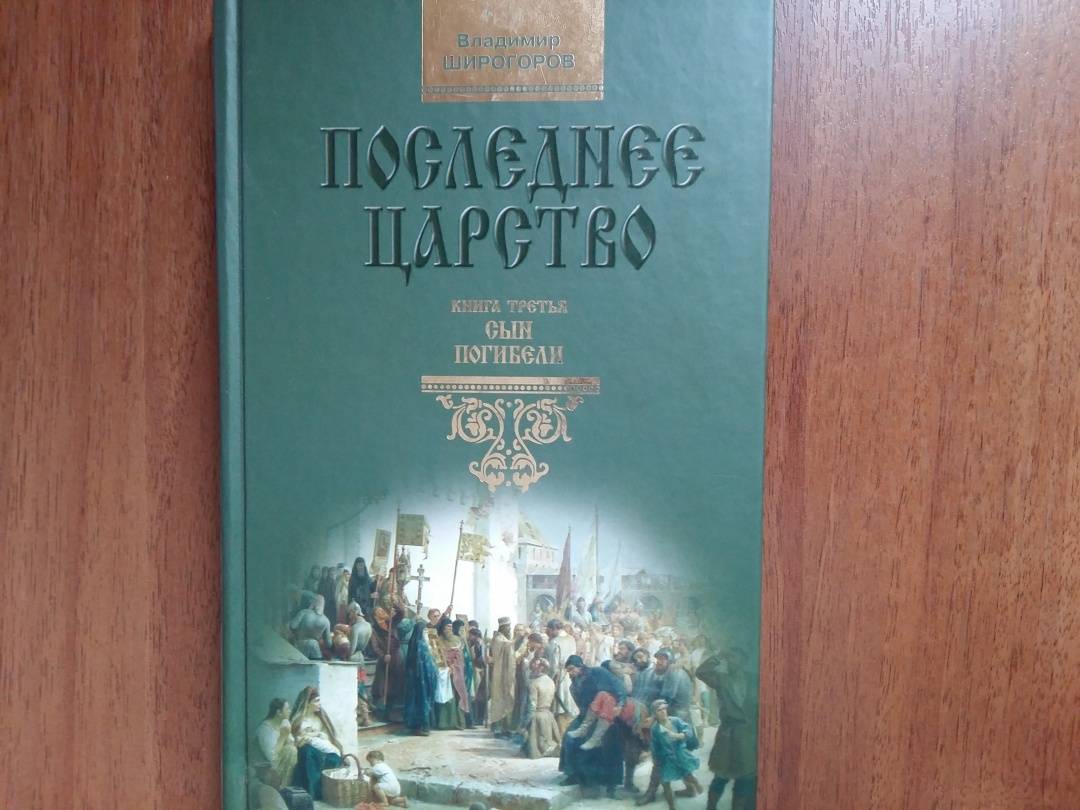 Владимир
ШИРОГОРОВ
ПОСЛЕДНЕЕ
ЦАРСТВО
КНИГА ТРЕТЬЯ
СЫН
ПОГИБЕЛИ